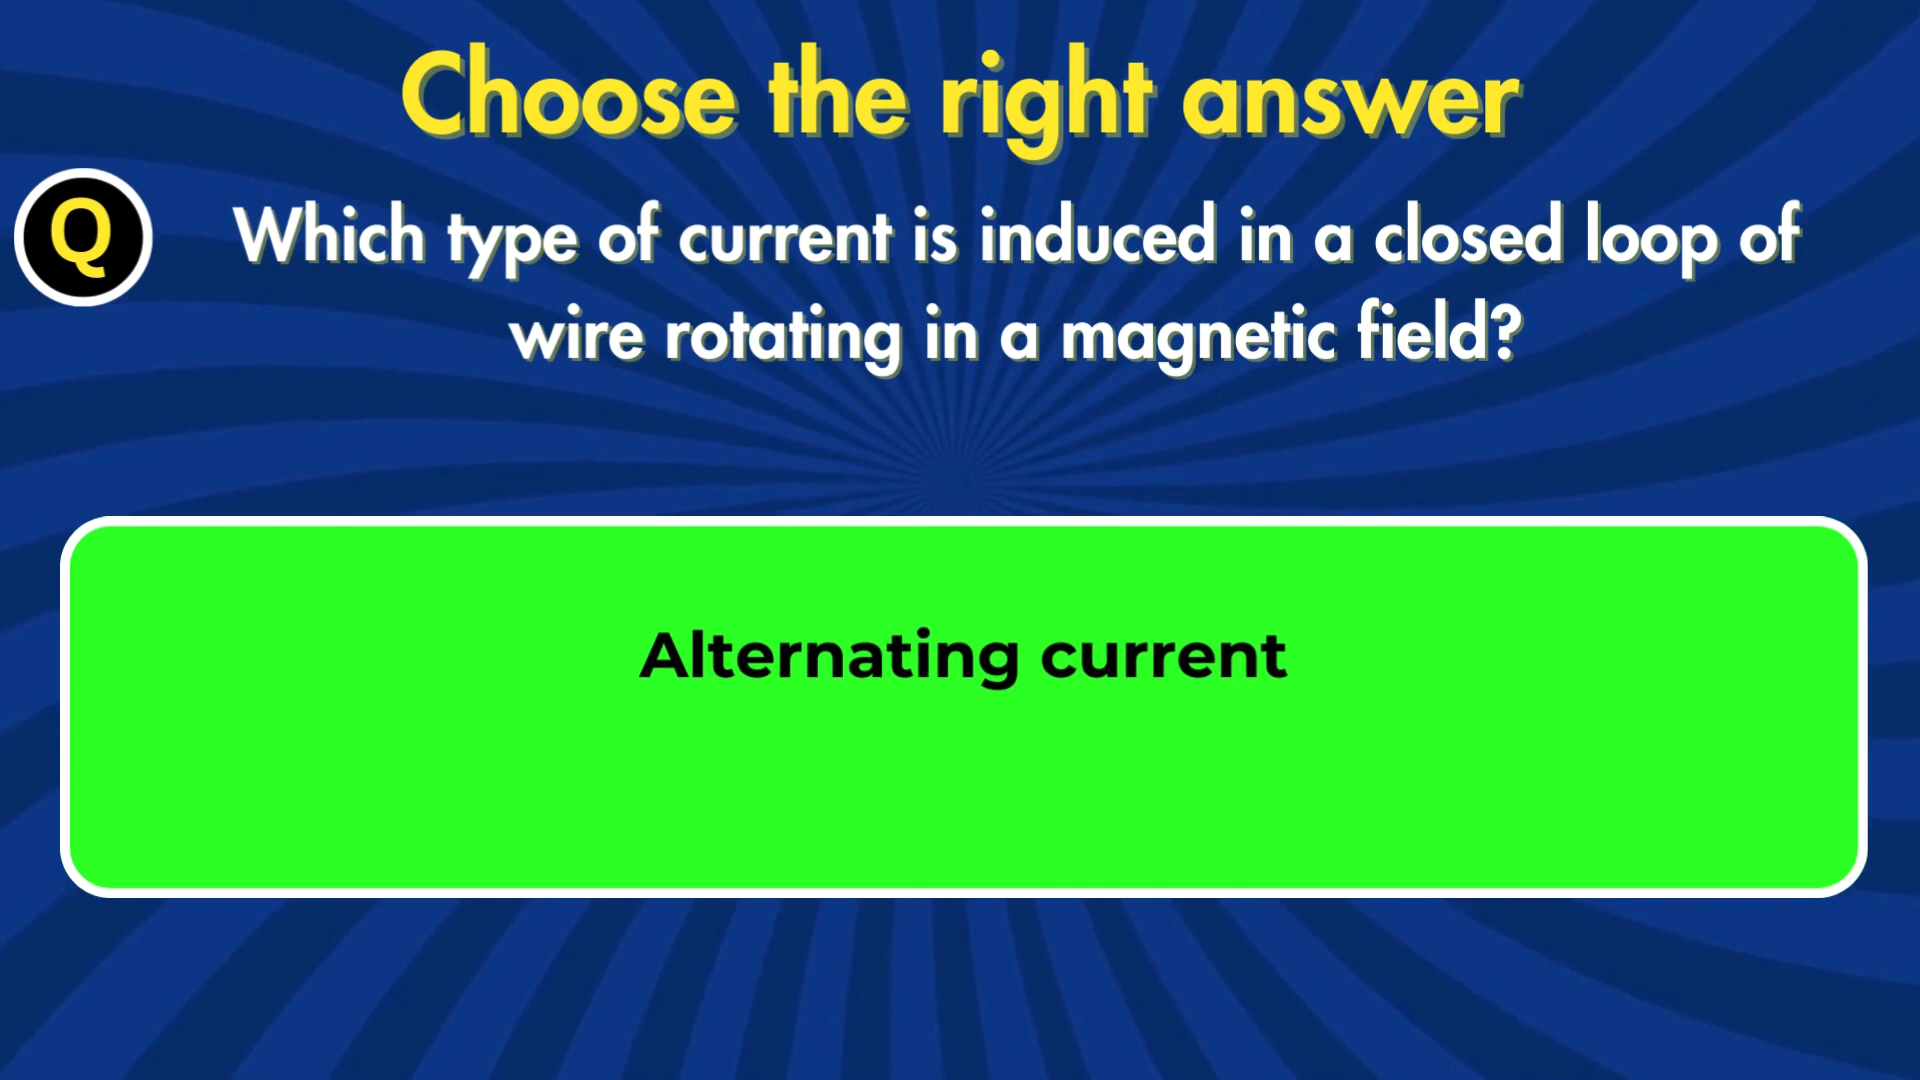 Choose the right answer
Q
Which type of current is induced in a closed loop of
wire rotating in a magnetic field?
Alternating current